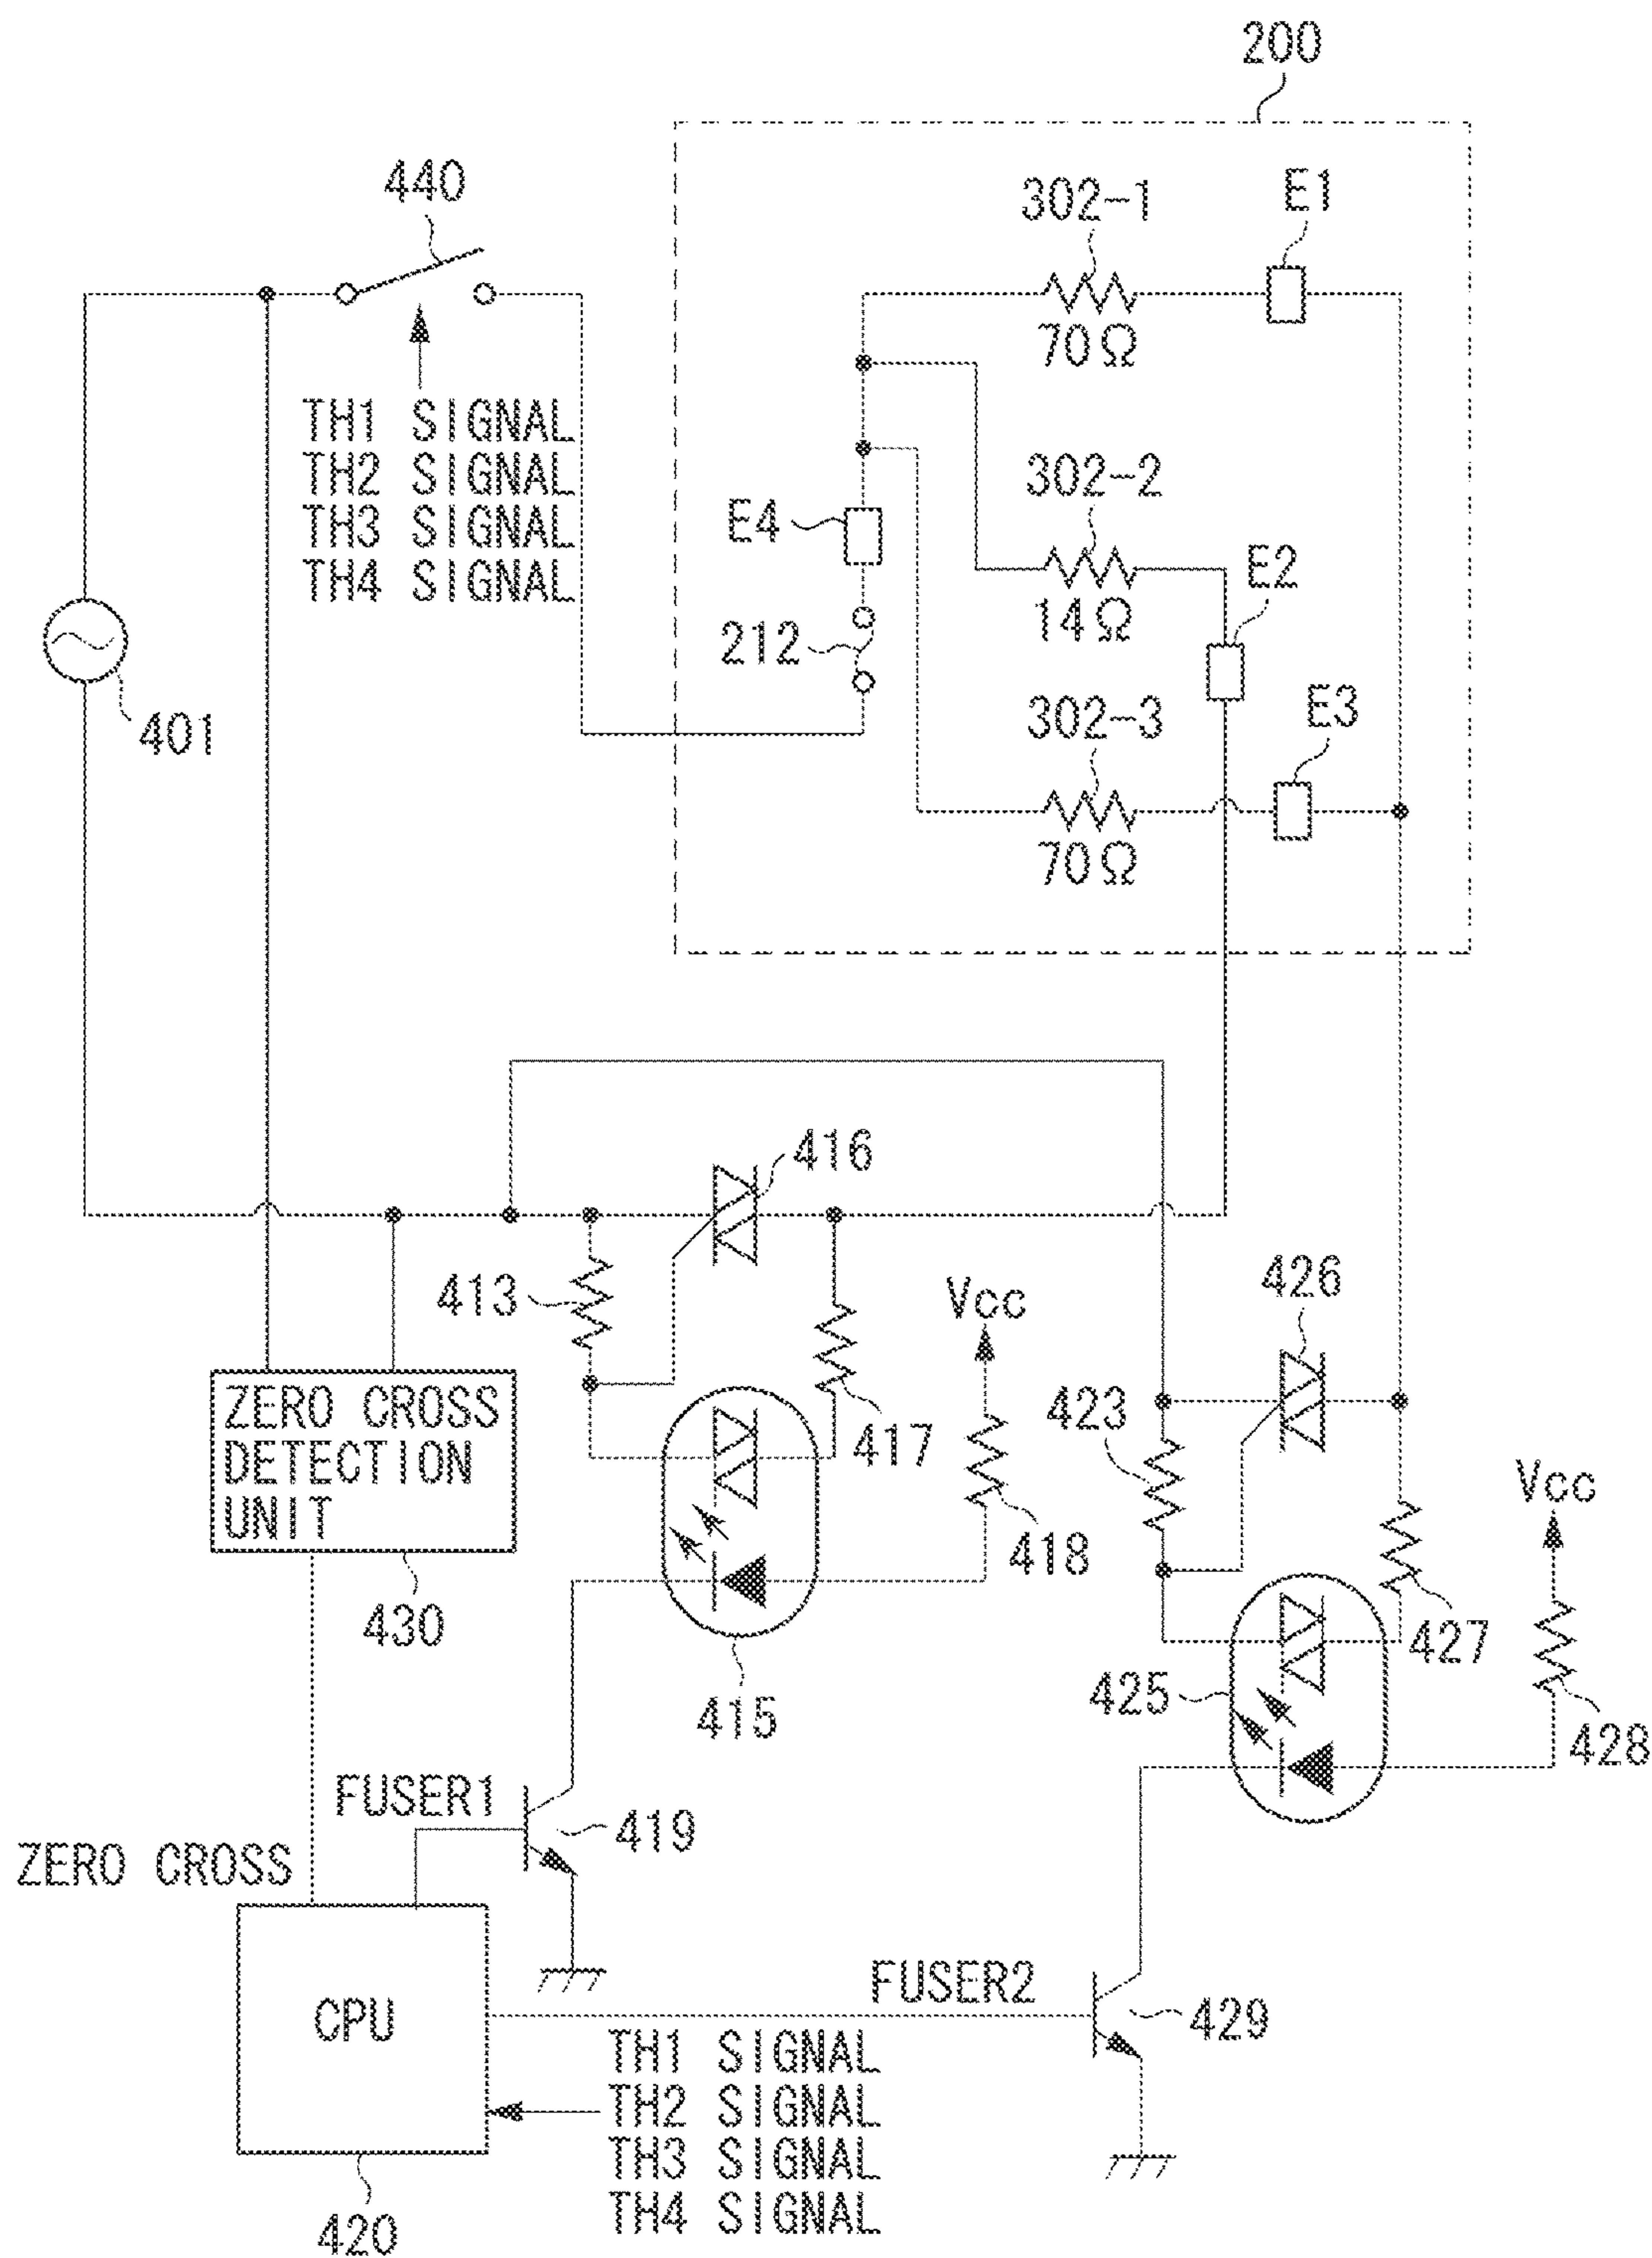 200
440
302-1
E1
70Ω
TH1 SIGNAL
TH2 SIGNAL
TH3 SIGNAL
TH4 SIGNAL
302-2
E4
E2
14Ω
212
302-3
E3
401
70Ω
416
413
Vcc
426
ZERO CROSS
DETECTION
UNIT
417
423
418
Vcc
430
415
425
427
428
FUSER1
419
ZERO CROSS
CPU
FUSER2
429
TH1 SIGNAL
TH2 SIGNAL
TH3 SIGNAL
TH4 SIGNAL
420